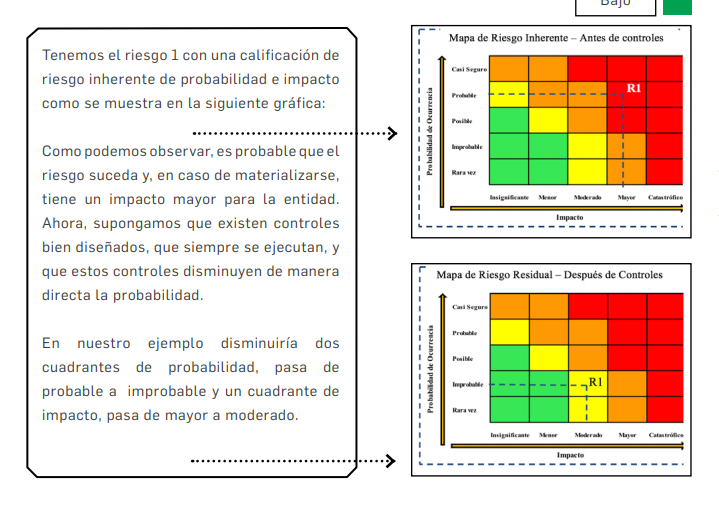 Bajo
Tenemos el riesgo 1 con una calificación de
riesgo inherente de probabilidad e impacto
como se muestra en la siguiente gráfica:
Como podemos observar, es probable que el
riesgo suceda y, en caso de materializarse,
tiene un impacto mayor para la entidad.
Ahora, supongamos que existen controles
bien diseñados, que siempre se ejecutan, y
que estos controles disminuyen de manera
directa la probabilidad.
En nuestro ejemplo disminuiría dos
cuadrantes de probabilidad, pasa de
probable a improbable y un cuadrante de
impacto, pasa de mayor a moderado.
Mapa de Riesgo Inherente – Antes de controles
Probabilidad de Ocurrencia
Casi Seguro
Probable
R1
Posible
Improbable
Rara vez
Insignificante Menor Moderado Mayor Catastrófico
Impacto
Mapa de Riesgo Residual – Después de Controles
Probabilidad de Ocurrencia
Casi Seguro
Probable
Posible
Improbable
R1
Rara vez
Insignificante Menor Moderado Mayor Catastrófico
Impacto